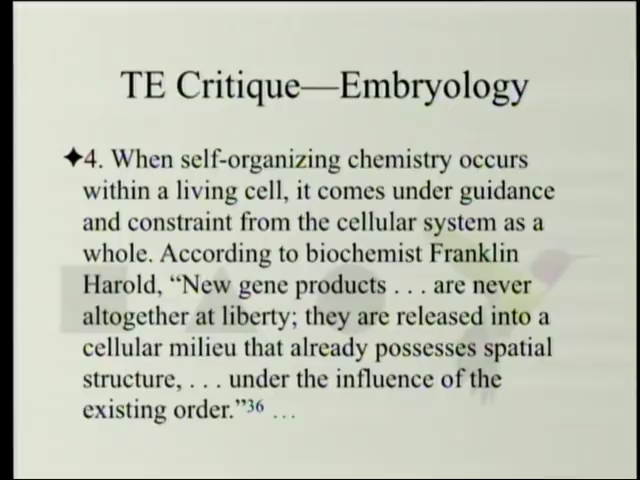 TE Critique—Embryology
✦4. When self-organizing chemistry occurs
within a living cell, it comes under guidance
and constraint from the cellular system as a
whole. According to biochemist Franklin
Harold, “New gene products . . . are never
altogether at liberty; they are released into a
cellular milieu that already possesses spatial
structure, . . . under the influence of the
existing order.”36 …